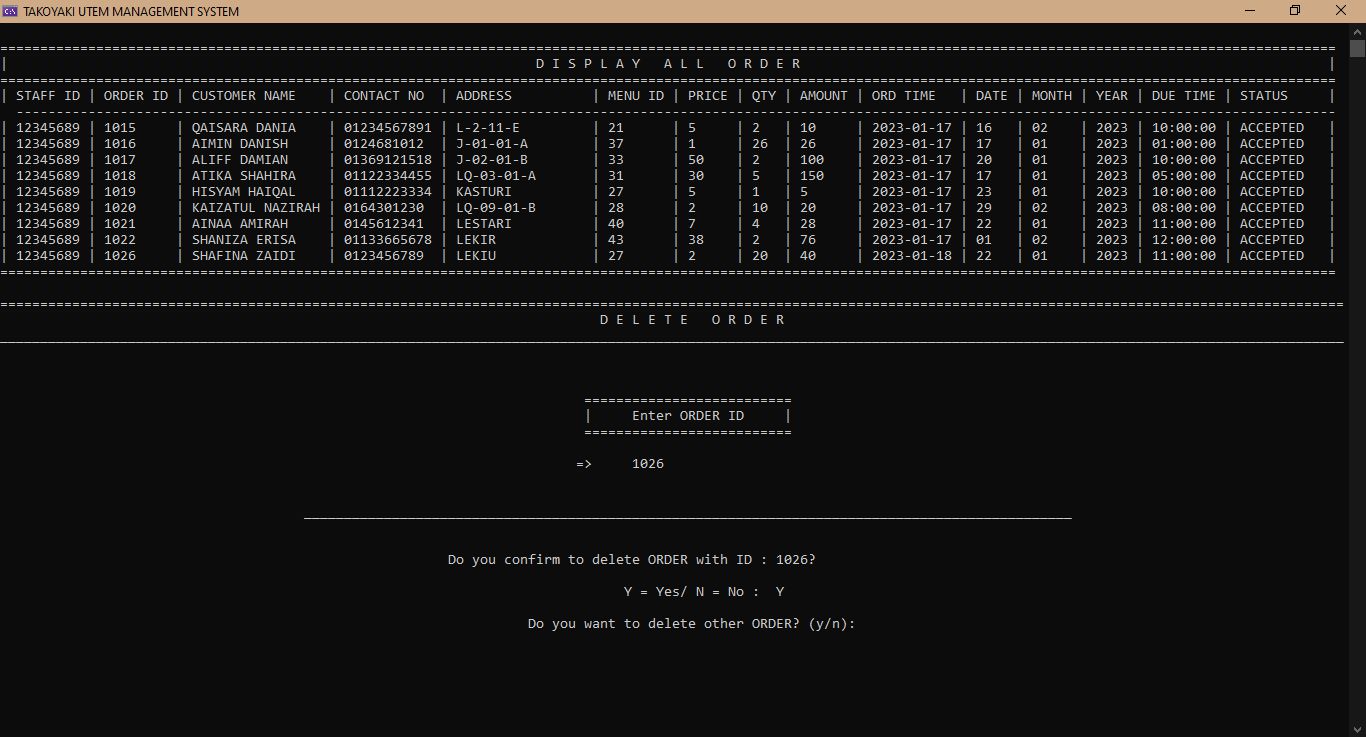 TAKOYAKI UTEM MANAGEMENT SYSTEM
D I S P L A Y   A L L   O R D E R
| STAFF ID | ORDER ID | CUSTOMER NAME | CONTACT NO | ADDRESS | MENU ID | PRICE | QTY | AMOUNT | ORD TIME | DATE | MONTH | YEAR | DUE TIME | STATUS |
| 12345689 | 1015 | QAISARA DANIA | 01234567891 | L-2-11-E | 21 | 5 | 2 | 10 | 2023-01-17 | 16 | 02 | 2023 | 10:00:00 | ACCEPTED |
| 12345689 | 1016 | AIMIN DANISH | 0124681012 | J-01-01-A | 37 | 1 | 26 | 26 | 2023-01-17 | 17 | 01 | 2023 | 01:00:00 | ACCEPTED |
| 12345689 | 1017 | ALIFF DAMIAN | 01369121518 | J-02-01-B | 33 | 50 | 2 | 100 | 2023-01-17 | 20 | 01 | 2023 | 10:00:00 | ACCEPTED |
| 12345689 | 1018 | ATIKA SHAHIRA | 01122334455 | LQ-03-01-A | 31 | 30 | 5 | 150 | 2023-01-17 | 17 | 01 | 2023 | 05:00:00 | ACCEPTED |
| 12345689 | 1019 | HISYAM HAIQAL | 01112223334 | KASTURI | 27 | 5 | 1 | 5 | 2023-01-17 | 23 | 01 | 2023 | 10:00:00 | ACCEPTED |
| 12345689 | 1020 | KAIZATUL NAZIRAH | 0164301230 | LQ-09-01-B | 28 | 2 | 10 | 20 | 2023-01-17 | 29 | 02 | 2023 | 08:00:00 | ACCEPTED |
| 12345689 | 1021 | AINAA AMIRAH | 0145612341 | LESTARI | 40 | 7 | 4 | 28 | 2023-01-17 | 22 | 01 | 2023 | 11:00:00 | ACCEPTED |
| 12345689 | 1022 | SHANIZA ERISA | 01133665678 | LEKIR | 43 | 38 | 2 | 76 | 2023-01-17 | 01 | 02 | 2023 | 12:00:00 | ACCEPTED |
| 12345689 | 1026 | SHAFINA ZAIDI | 0123456789 | LEKIU | 27 | 2 | 20 | 40 | 2023-01-18 | 22 | 01 | 2023 | 11:00:00 | ACCEPTED |
D E L E T E   O R D E R
| Enter ORDER ID |
=> 1026
Do you confirm to delete ORDER with ID : 1026?
Y = Yes/ N = No : Y
Do you want to delete other ORDER? (y/n):